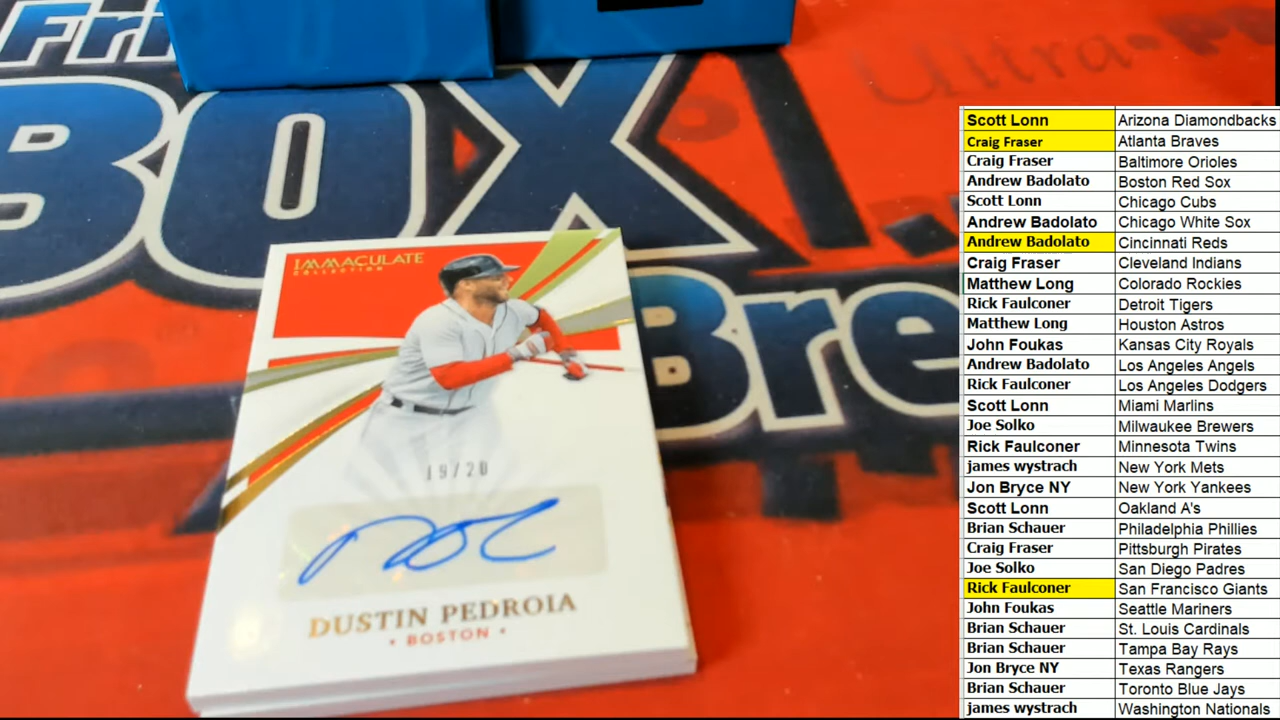 Fri
BOX
Ultra-PR
Bre
IMMACULATE
COLLECTION
19/20
DUSTIN PEDROIA
• BOSTON •
Scott Lonn Arizona Diamondbacks
Craig Fraser Atlanta Braves
Craig Fraser Baltimore Orioles
Andrew Badolato Boston Red Sox
Scott Lonn Chicago Cubs
Andrew Badolato Chicago White Sox
Andrew Badolato Cincinnati Reds
Craig Fraser Cleveland Indians
Matthew Long Colorado Rockies
Rick Faulconer Detroit Tigers
Matthew Long Houston Astros
John Foukas Kansas City Royals
Andrew Badolato Los Angeles Angels
Rick Faulconer Los Angeles Dodgers
Scott Lonn Miami Marlins
Joe Solko Milwaukee Brewers
Rick Faulconer Minnesota Twins
james wystrach New York Mets
Jon Bryce NY New York Yankees
Scott Lonn Oakland A's
Brian Schauer Philadelphia Phillies
Craig Fraser Pittsburgh Pirates
Joe Solko San Diego Padres
Rick Faulconer San Francisco Giants
John Foukas Seattle Mariners
Brian Schauer St. Louis Cardinals
Brian Schauer Tampa Bay Rays
Jon Bryce NY Texas Rangers
Brian Schauer Toronto Blue Jays
james wystrach Washington Nationals